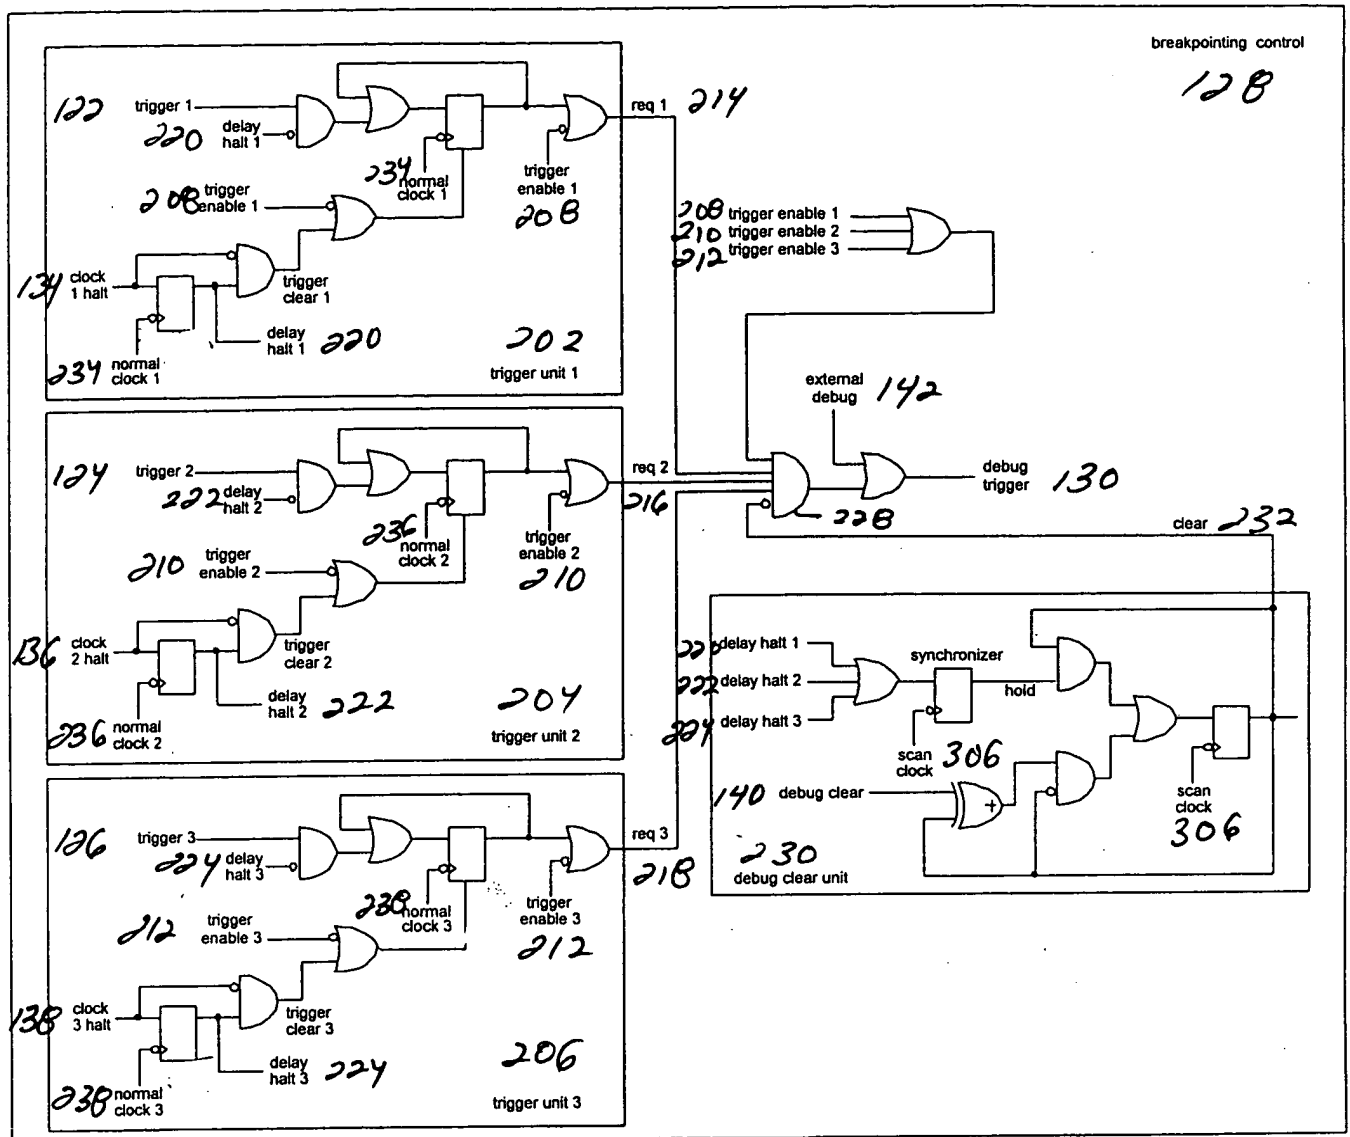 breakpointing control
128
122
trigger 1
220
delay
halt 1
208
trigger
enable 1
234
normal
clock 1
trigger
enable 1
208
req 1
214
134
clock
1 halt
trigger
clear 1
delay
halt 1
220
234
normal
clock 1
202
trigger unit 1
208
trigger enable 1
210
trigger enable 2
212
trigger enable 3
external
debug
142
124
trigger 2
222
delay
halt 2
210
trigger
enable 2
236
normal
clock 2
trigger
enable 2
210
req 2
216
228
debug
trigger
130
clear
232
136
clock
2 halt
trigger
clear 2
delay
halt 2
222
236
normal
clock 2
204
trigger unit 2
220
delay halt 1
222
delay halt 2
224
delay halt 3
synchronizer
hold
scan
clock
306
140
debug clear
scan
clock
306
230
debug clear unit
126
trigger 3
224
delay
halt 3
212
trigger
enable 3
238
normal
clock 3
trigger
enable 3
212
req 3
218
138
clock
3 halt
trigger
clear 3
delay
halt 3
224
238
normal
clock 3
206
trigger unit 3